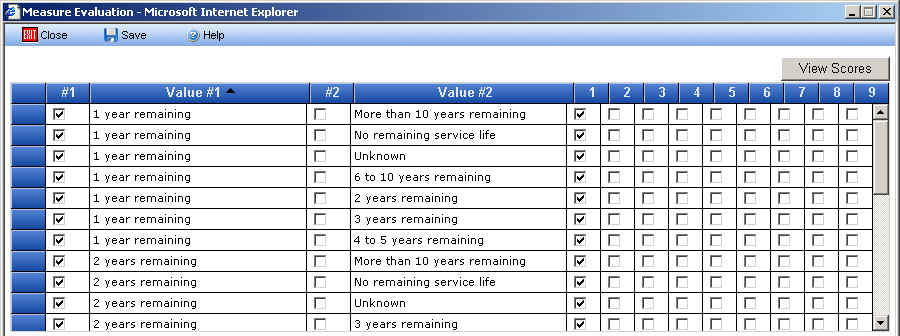 Measure Evaluation - Microsoft Internet Explorer
EXIT Close Save ? Help
View Scores
#1 Value #1 #2 Value #2 1 2 3 4 5 6 7 8 9
1 year remaining More than 10 years remaining
1 year remaining No remaining service life
1 year remaining Unknown
1 year remaining 6 to 10 years remaining
1 year remaining 2 years remaining
1 year remaining 3 years remaining
1 year remaining 4 to 5 years remaining
2 years remaining More than 10 years remaining
2 years remaining No remaining service life
2 years remaining Unknown
2 years remaining 3 years remaining